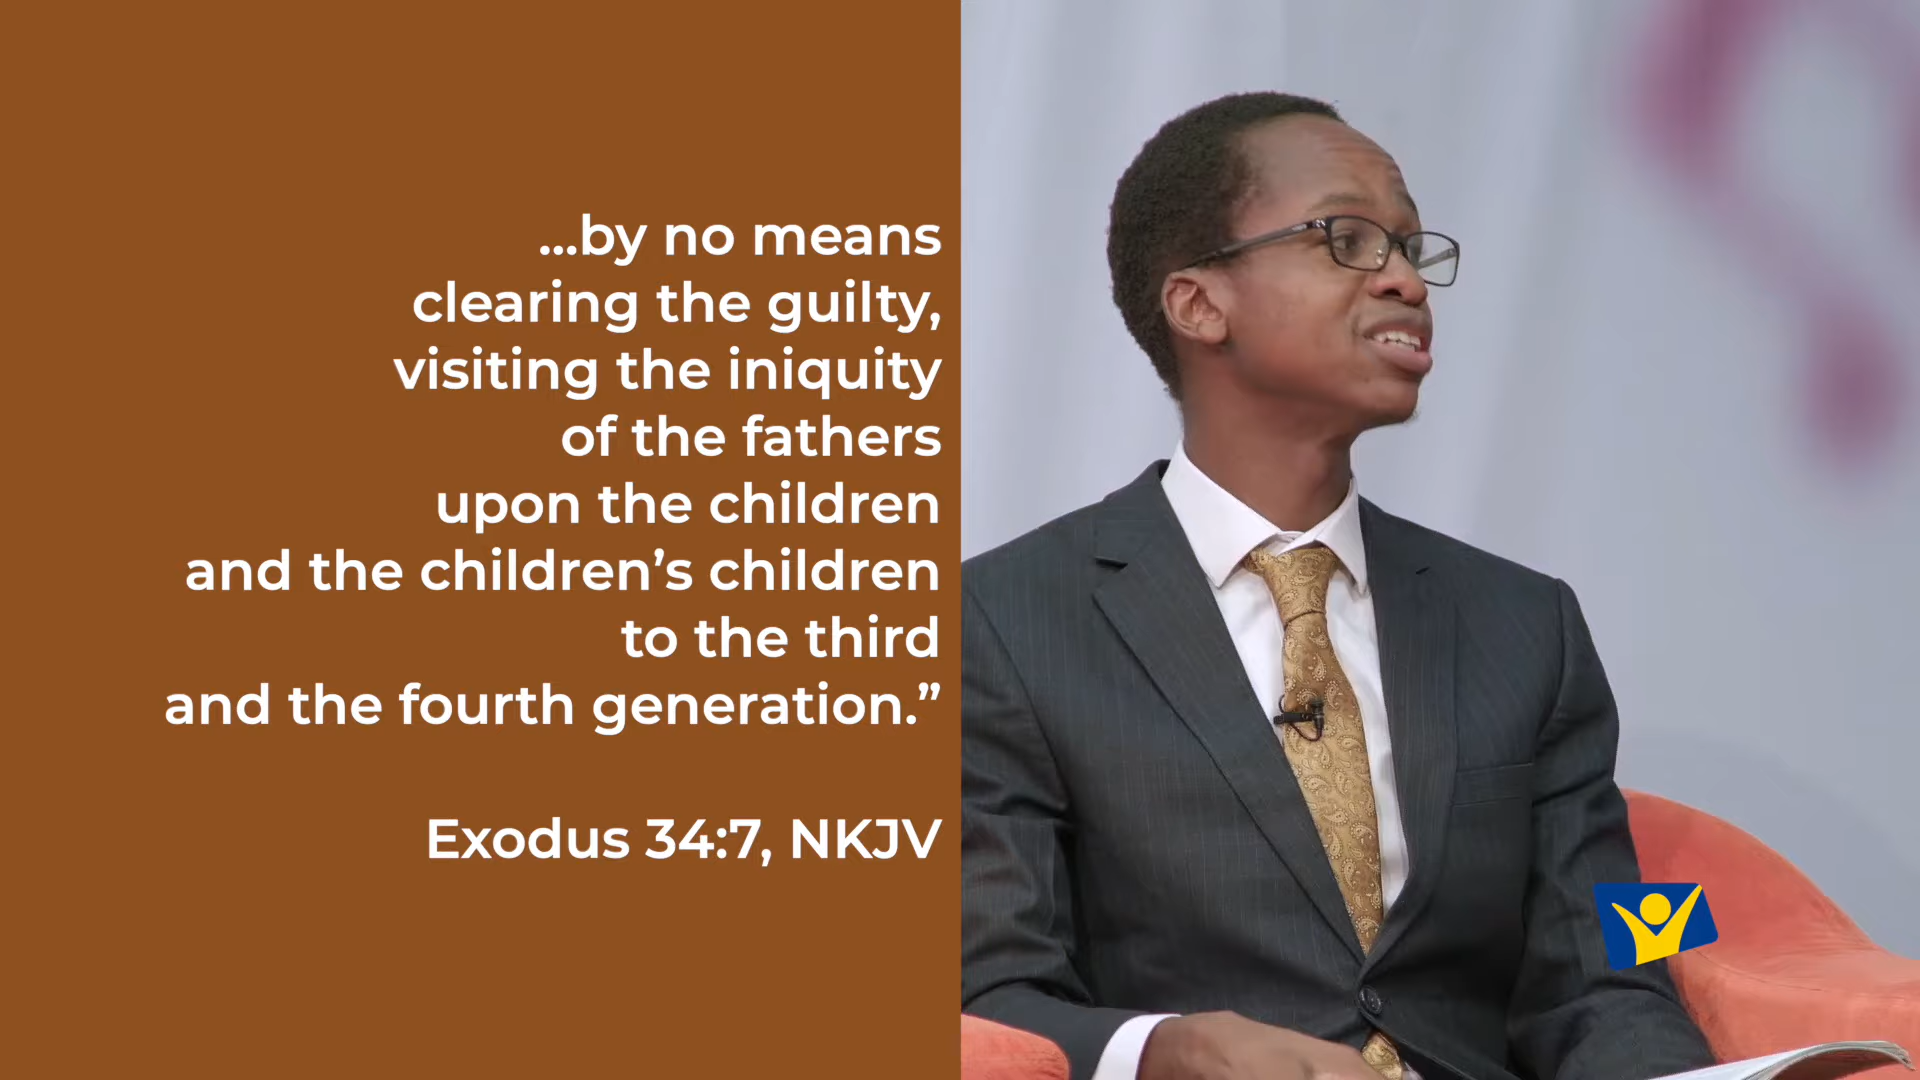 ...by no means
clearing the guilty,
visiting the iniquity
of the fathers
upon the children
and the children’s children
to the third
and the fourth generation.”
Exodus 34:7, NKJV